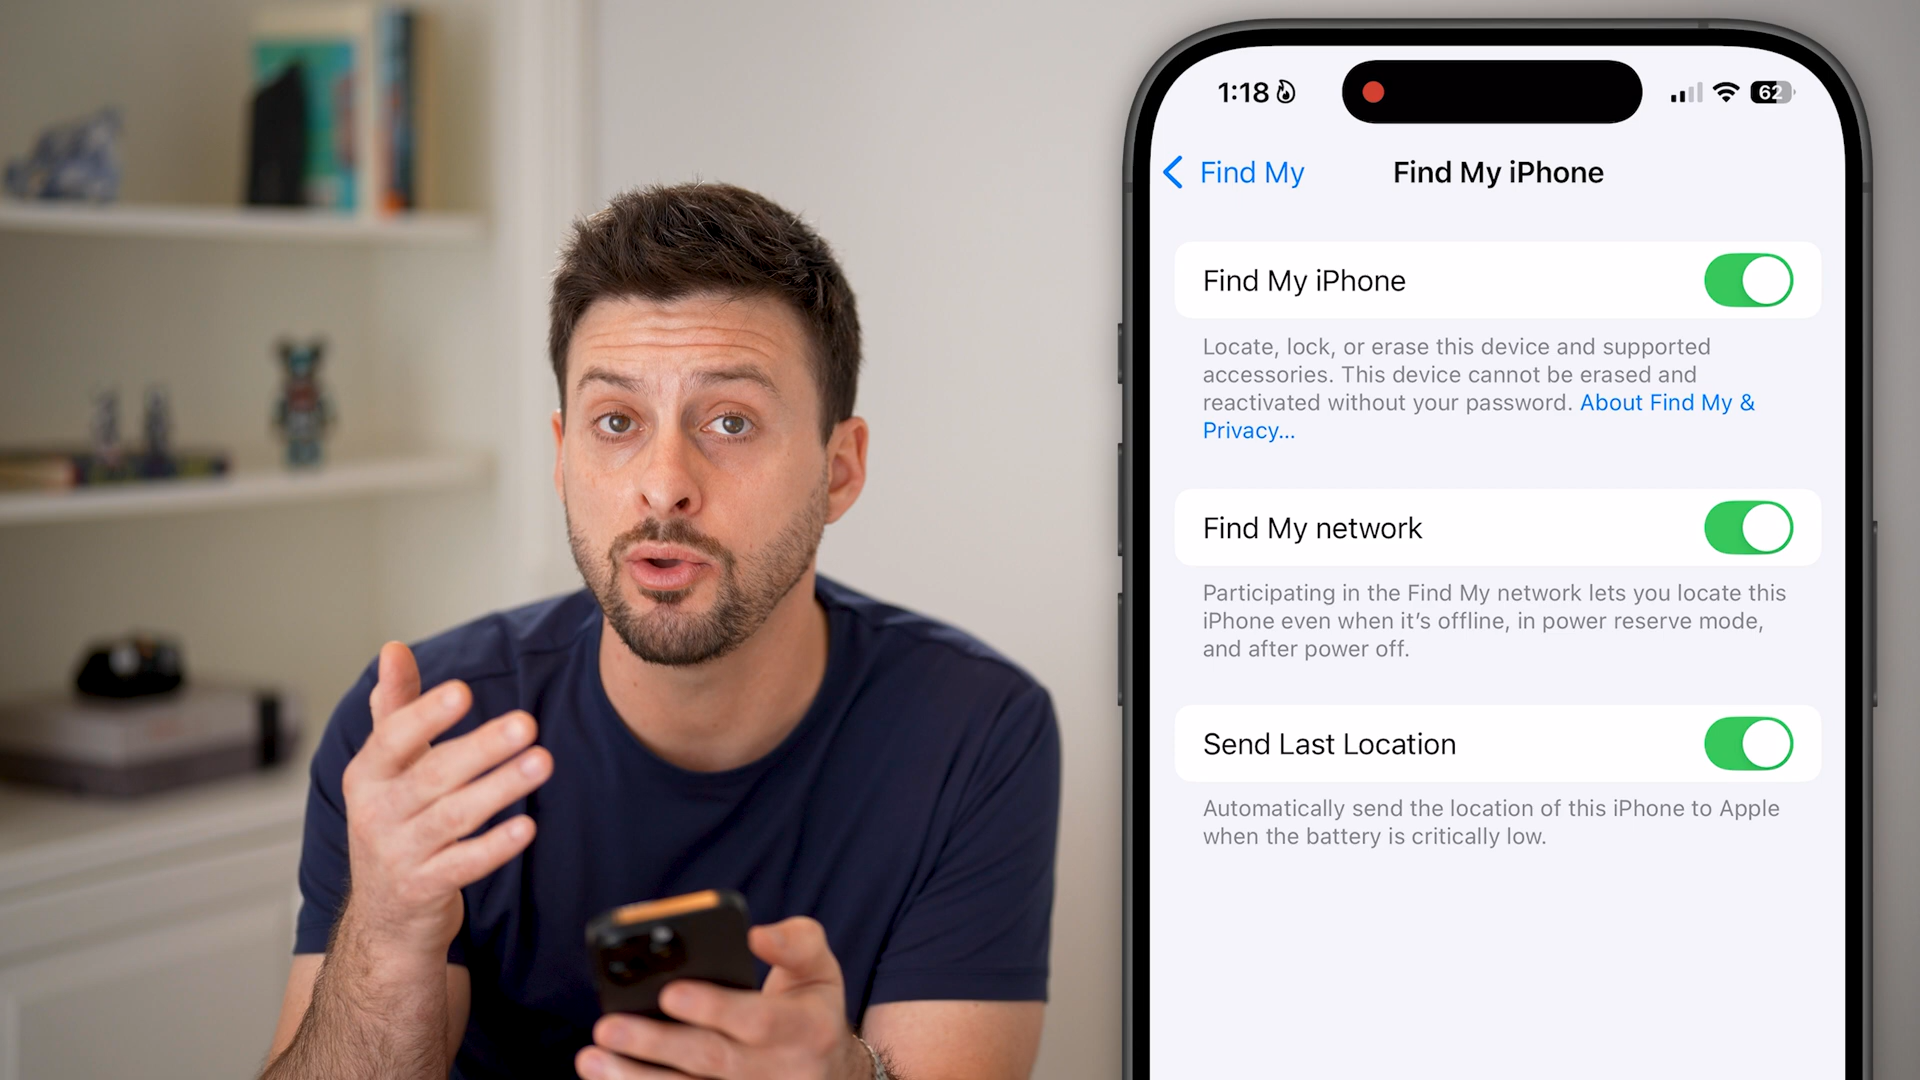 1:18
62
Find My
Find My iPhone
Find My iPhone
Locate, lock, or erase this device and supported
accessories. This device cannot be erased and
reactivated without your password. About Find My &
Privacy...
Find My network
Participating in the Find My network lets you locate this
iPhone even when it’s offline, in power reserve mode,
and after power off.
Send Last Location
Automatically send the location of this iPhone to Apple
when the battery is critically low.